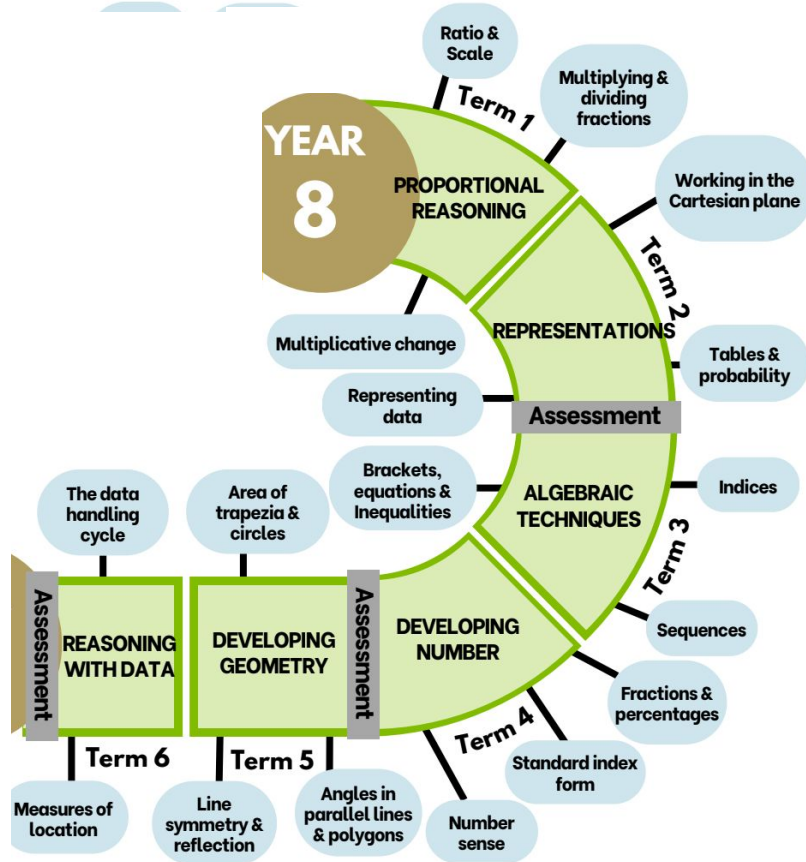 YEAR
8
Term 1
PROPORTIONAL
REASONING
Ratio &
Scale
Multiplying &
dividing
fractions
Multiplicative change
Term 2
REPRESENTATIONS
Working in the
Cartesian plane
Tables &
probability
Representing
data
Assessment
Term 3
ALGEBRAIC
TECHNIQUES
Brackets,
equations &
Inequalities
Indices
Sequences
Term 4
DEVELOPING
NUMBER
Fractions &
percentages
Standard index
form
Number
sense
Assessment
Term 5
DEVELOPING
GEOMETRY
Area of
trapezia &
circles
Angles in
parallel lines
& polygons
Line
symmetry &
reflection
Term 6
REASONING
WITH DATA
The data
handling
cycle
Measures of
location
Assessment